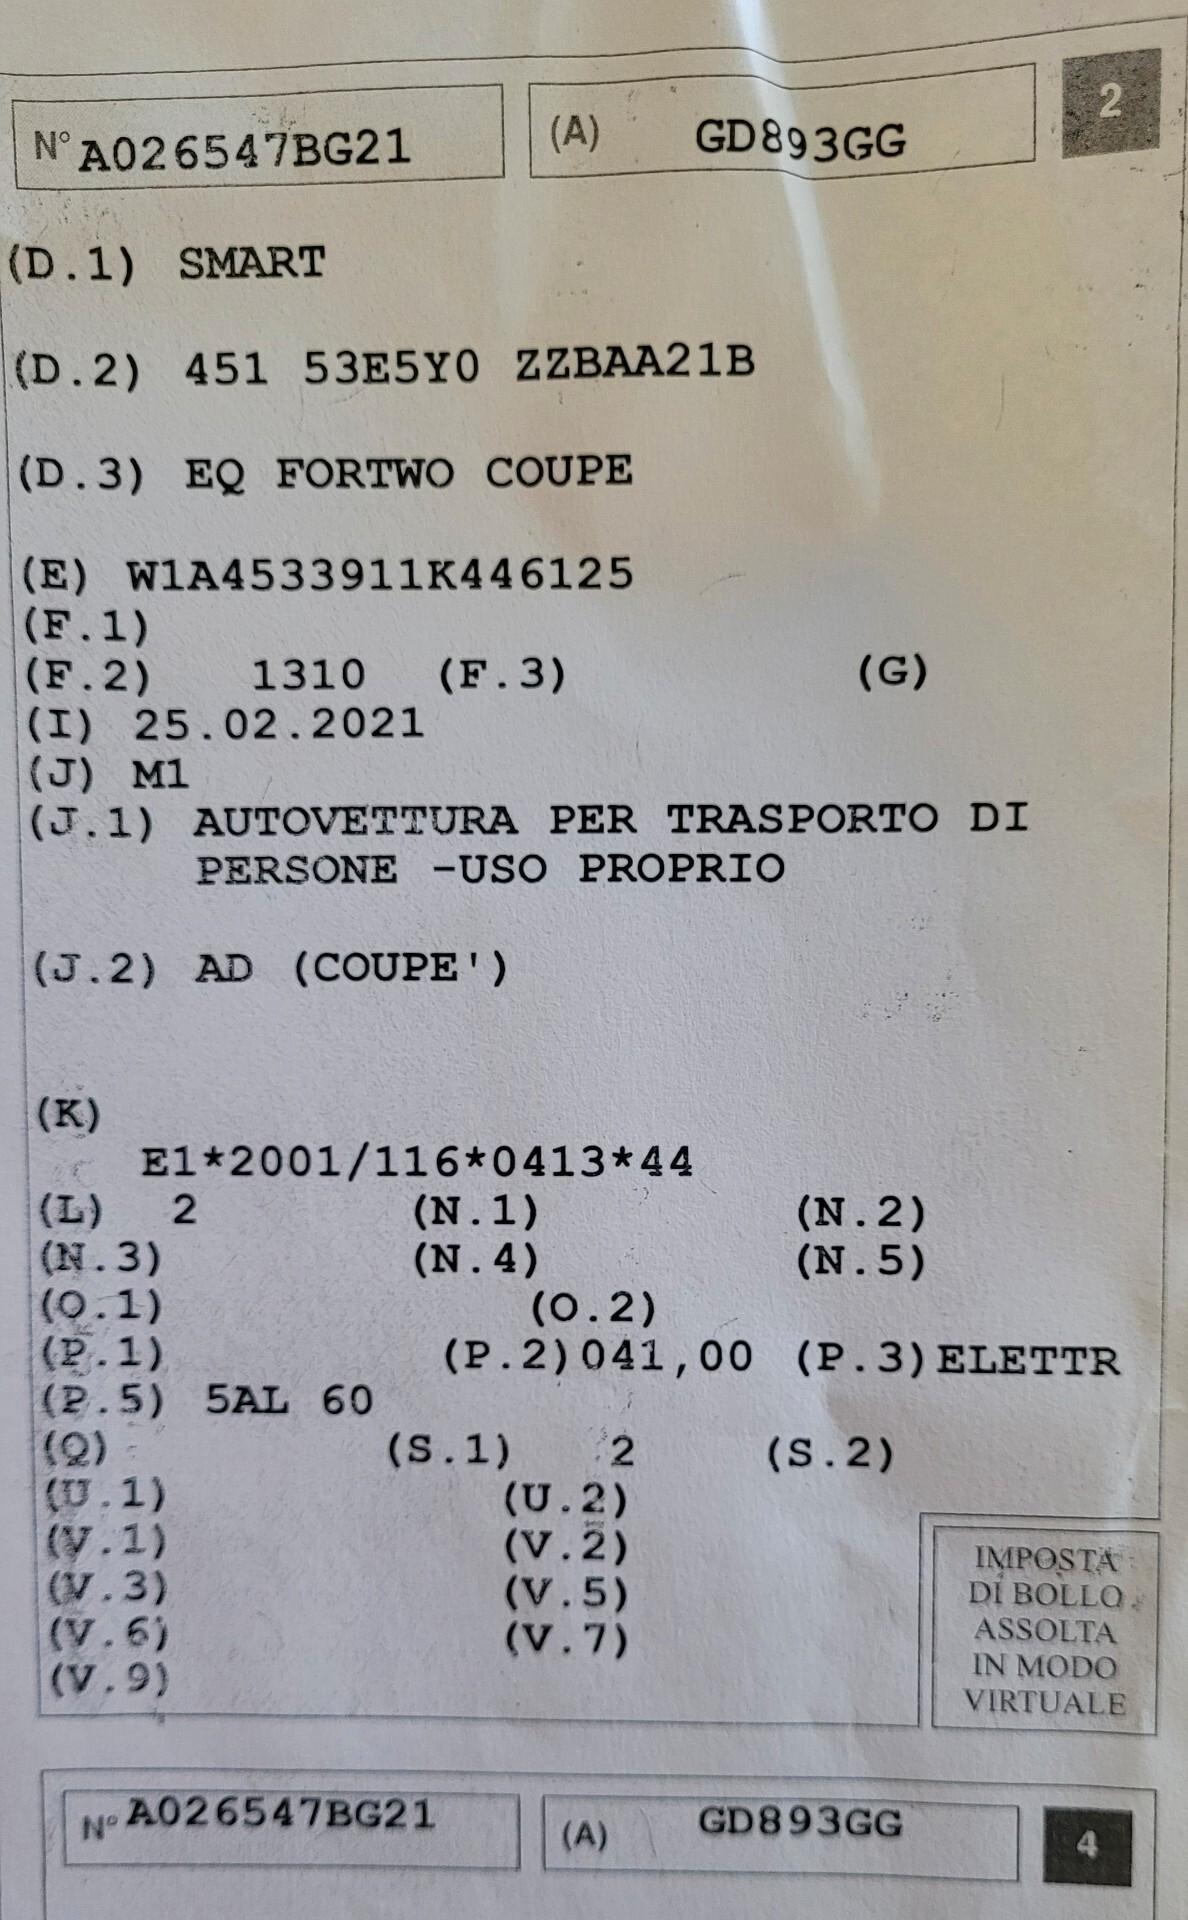 N° A026547BG21 (A) GD893GG 2
(D.1) SMART
(D.2) 451 53E5Y0 ZZBAA21B
(D.3) EQ FORTWO COUPE
(E) W1A4533911K446125
(F.1)
(F.2) 1310 (F.3) (G)
(I) 25.02.2021
(J) M1
(J.1) AUTOVETTURA PER TRASPORTO DI
PERSONE -USO PROPRIO
(J.2) AD (COUPE')
(K)
E1*2001/116*0413*44
(L) 2 (N.1) (N.2)
(N.3) (N.4) (N.5)
(O.1) (O.2)
(P.1) (P.2)041,00 (P.3)ELETTR
(P.5) 5AL 60
(Q) (S.1) 2 (S.2)
(U.1) (U.2)
(V.1) (V.2)
(V.3) (V.5)
(V.6) (V.7)
(V.9)
IMPOSTA
DI BOLLO
ASSOLTA
IN MODO
VIRTUALE
N° A026547BG21 (A) GD893GG 4